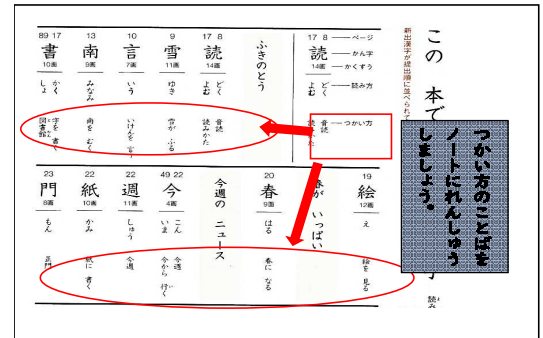 この 本で
新出漢字が提出順に並べられて
つかい方のことばを
ノートにれんしゅう
しましょう。
読み
17 8 ページ
読 かん字
14画 かくすう
どく よむ 読み方
音読 読みかた つかい方
ふきのとう
8 17
読
14画
どく よむ
音読 読みかた
9
雪
11画
ゆき
雪が ふる
10
言
7画
いう
いけんを 言う
13
南
9画
みなみ
南を むく
17 89
書
10画
かく しょ
字を 書く 図書館
19
絵
12画
え
絵を 見る
春が いっぱい
20
春
9画
はる
春に なる
今週の ニュース
22 49
今
4画
こん いま
今週 今から 行く
22
週
11画
しゅう
今週
22
紙
10画
かみ
紙に 書く
23
門
8画
もん
正門